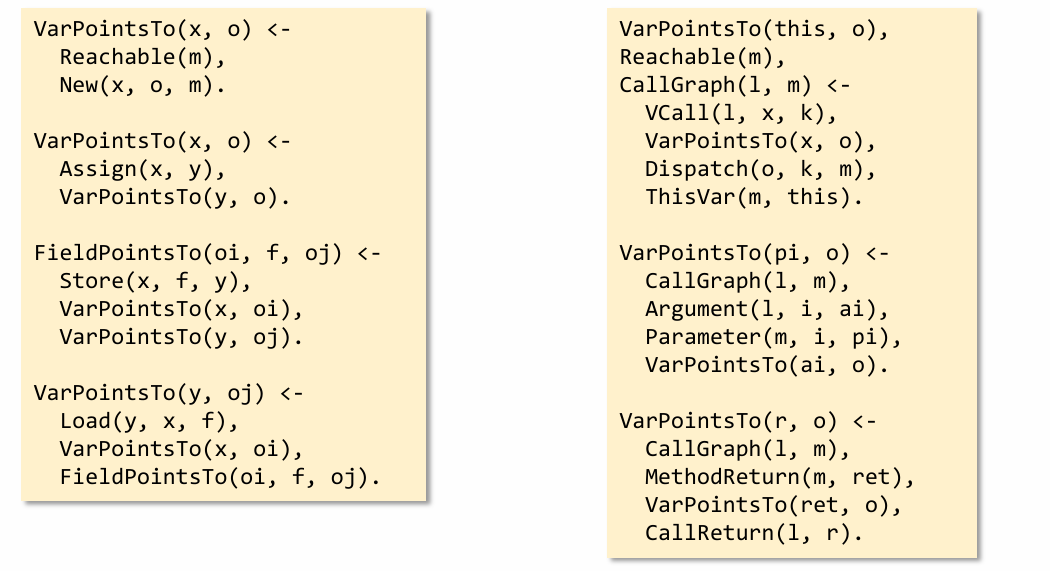 VarPointsTo(x, o) <-
  Reachable(m),
  New(x, o, m).

VarPointsTo(x, o) <-
  Assign(x, y),
  VarPointsTo(y, o).

FieldPointsTo(oi, f, oj) <-
  Store(x, f, y),
  VarPointsTo(x, oi),
  VarPointsTo(y, oj).

VarPointsTo(y, oj) <-
  Load(y, x, f),
  VarPointsTo(x, oi),
  FieldPointsTo(oi, f, oj).

VarPointsTo(this, o),
Reachable(m),
CallGraph(l, m) <-
  VCall(l, x, k),
  VarPointsTo(x, o),
  Dispatch(o, k, m),
  ThisVar(m, this).

VarPointsTo(pi, o) <-
  CallGraph(l, m),
  Argument(l, i, ai),
  Parameter(m, i, pi),
  VarPointsTo(ai, o).

VarPointsTo(r, o) <-
  CallGraph(l, m),
  MethodReturn(m, ret),
  VarPointsTo(ret, o),
  CallReturn(l, r).